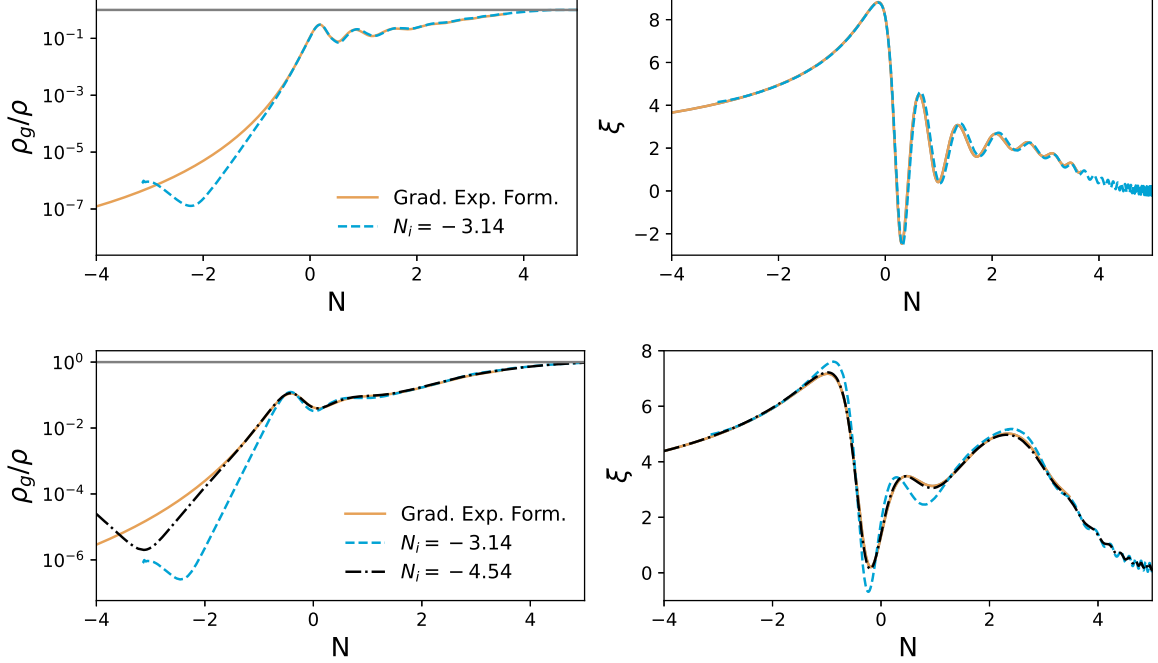 10⁻¹
10⁻³
10⁻⁵
10⁻⁷
ρ_g/ρ
Grad. Exp. Form.
N_i = −3.14
−4 −2 0 2 4
N
8
6
4
2
0
−2
ξ
−4 −2 0 2 4
N
10⁰
10⁻²
10⁻⁴
10⁻⁶
ρ_g/ρ
Grad. Exp. Form.
N_i = −3.14
N_i = −4.54
−4 −2 0 2 4
N
8
6
4
2
0
ξ
−4 −2 0 2 4
N